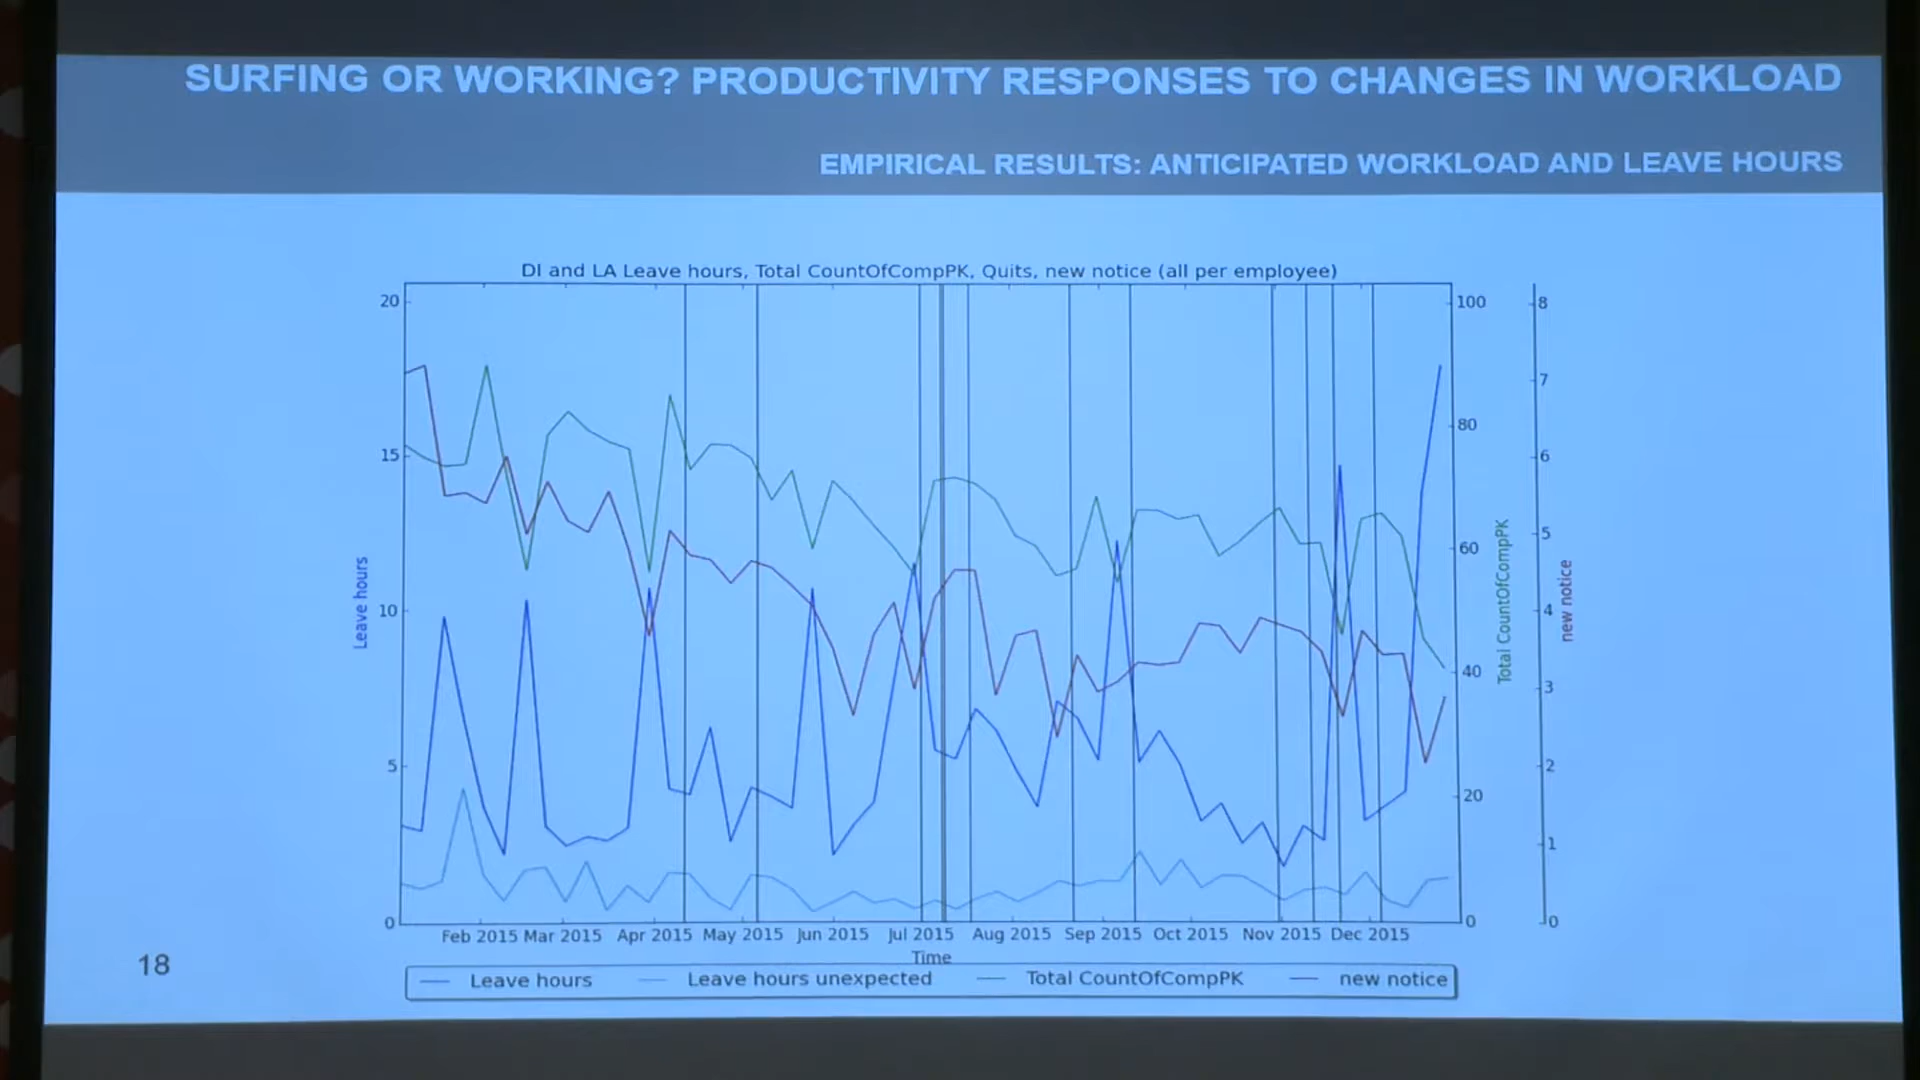 SURFING OR WORKING? PRODUCTIVITY RESPONSES TO CHANGES IN WORKLOAD
EMPIRICAL RESULTS: ANTICIPATED WORKLOAD AND LEAVE HOURS
DI and LA Leave hours, Total CountOfCompPK, Quits, new notice (all per employee)
20
15
10
5
0
Leave hours
100
80
60
40
20
0
Total CountOfCompPK
8
7
6
5
4
3
2
1
0
new notice
Feb 2015 Mar 2015 Apr 2015 May 2015 Jun 2015 Jul 2015 Aug 2015 Sep 2015 Oct 2015 Nov 2015 Dec 2015
Time
Leave hours Leave hours unexpected Total CountOfCompPK new notice
18